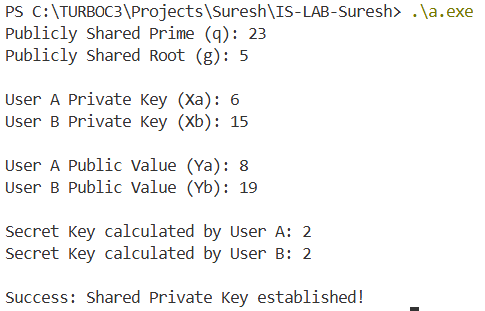 PS C:\TURBOC3\Projects\Suresh\IS-LAB-Suresh> .\a.exe
Publicly Shared Prime (q): 23
Publicly Shared Root (g): 5
User A Private Key (Xa): 6
User B Private Key (Xb): 15
User A Public Value (Ya): 8
User B Public Value (Yb): 19
Secret Key calculated by User A: 2
Secret Key calculated by User B: 2
Success: Shared Private Key established!